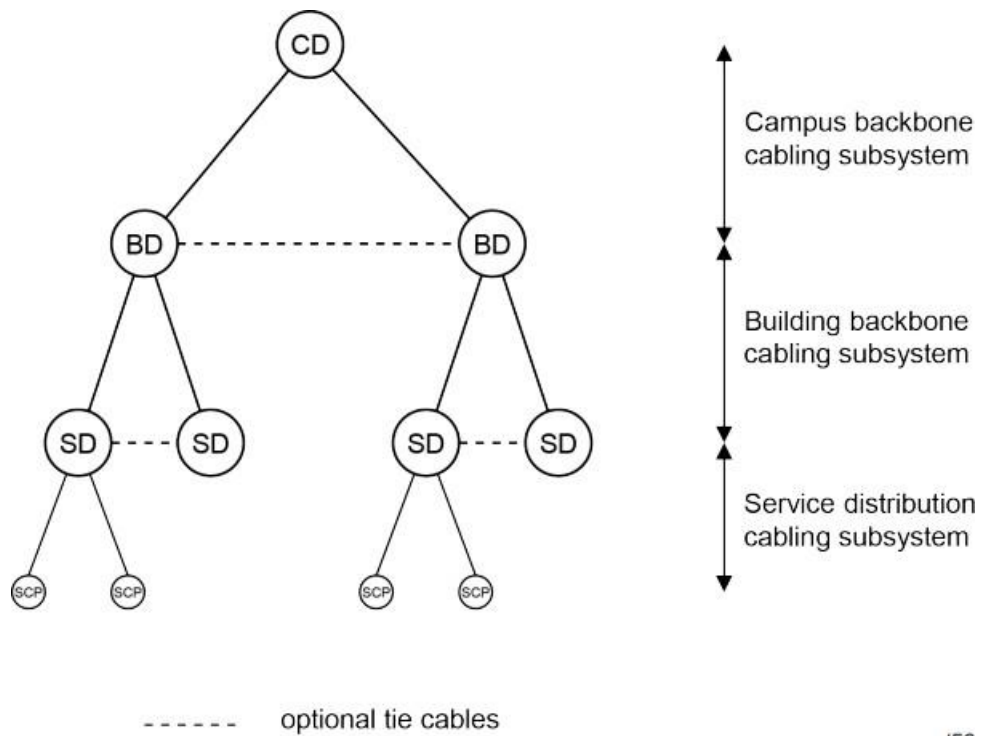 CD
Campus backbone
cabling subsystem
BD BD
Building backbone
cabling subsystem
SD SD SD SD
Service distribution
cabling subsystem
SCP SCP SCP SCP
optional tie cables